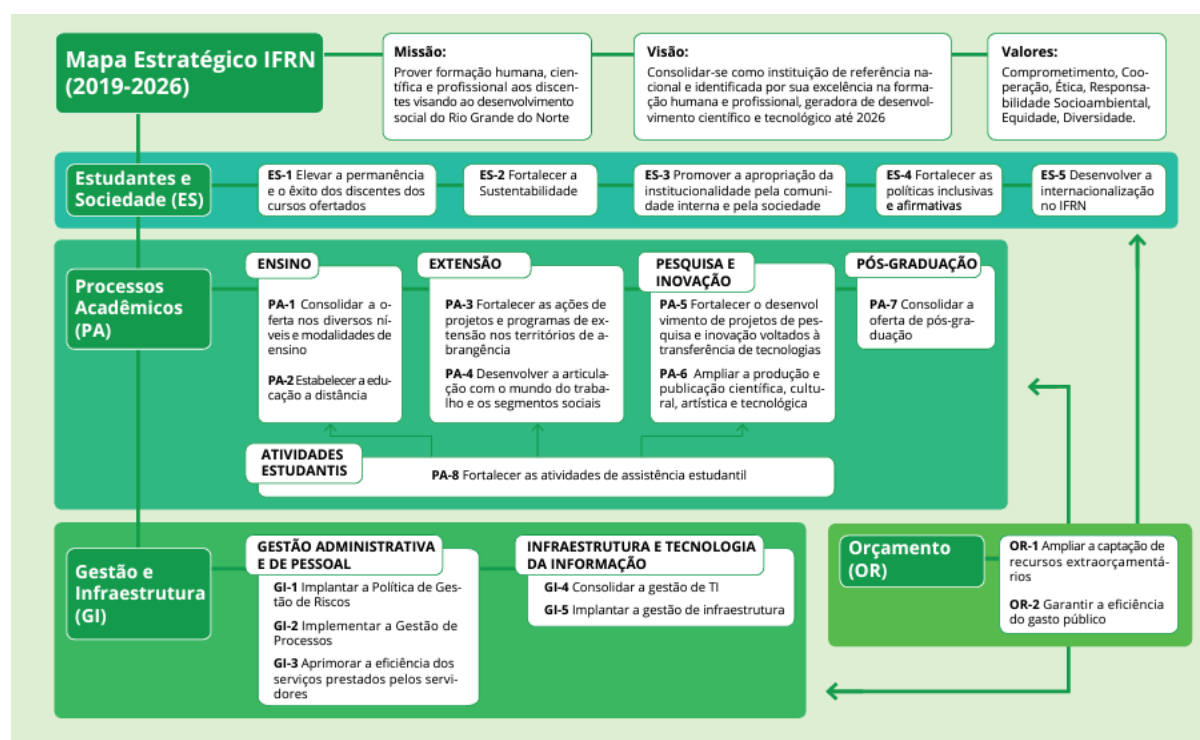 Mapa Estratégico IFRN
(2019-2026)
Missão:
Prover formação humana, cien-
tífica e profissional aos discen-
tes visando ao desenvolvimento
social do Rio Grande do Norte
Visão:
Consolidar-se como instituição de referência na-
cional e identificada por sua excelência na forma-
ção humana e profissional, geradora de desenvol-
vimento científico e tecnológico até 2026
Valores:
Comprometimento, Coo-
peração, Ética, Responsa-
bilidade Socioambiental,
Equidade, Diversidade.
Estudantes e
Sociedade (ES)
ES-1 Elevar a permanência
e o êxito dos discentes dos
cursos ofertados
ES-2 Fortalecer a
Sustentabilidade
ES-3 Promover a apropriação da
institucionalidade pela comuni-
dade interna e pela sociedade
ES-4 Fortalecer as
políticas inclusivas
e afirmativas
ES-5 Desenvolver a
internacionalização
no IFRN
Processos
Acadêmicos
(PA)
ENSINO
PA-1 Consolidar a o-
ferta nos diversos ní-
veis e modalidades de
ensino
PA-2 Estabelecer a edu-
cação a distância
EXTENSÃO
PA-3 Fortalecer as ações de
projetos e programas de ex-
tensão nos territórios de a-
brangência
PA-4 Desenvolver a articula-
ção com o mundo do traba-
lho e os segmentos sociais
PESQUISA E
INOVAÇÃO
PA-5 Fortalecer o desenvol
vimento de projetos de pes-
quisa e inovação voltados à
transferência de tecnologias
PA-6 Ampliar a produção e
publicação científica, cultu-
ral, artística e tecnológica
PÓS-GRADUAÇÃO
PA-7 Consolidar a
oferta de pós-gra-
duação
ATIVIDADES
ESTUDANTIS
PA-8 Fortalecer as atividades de assistência estudantil
Gestão e
Infraestrutura
(GI)
GESTÃO ADMINISTRATIVA
E DE PESSOAL
GI-1 Implantar a Política de Ges-
tão de Riscos
GI-2 Implementar a Gestão de
Processos
GI-3 Aprimorar a eficiência dos
serviços prestados pelos servi-
dores
INFRAESTRUTURA E TECNOLOGIA
DA INFORMAÇÃO
GI-4 Consolidar a gestão de TI
GI-5 Implantar a gestão de infraestrutura
Orçamento
(OR)
OR-1 Ampliar a captação de
recursos extraorçamentá-
rios
OR-2 Garantir a eficiência
do gasto público